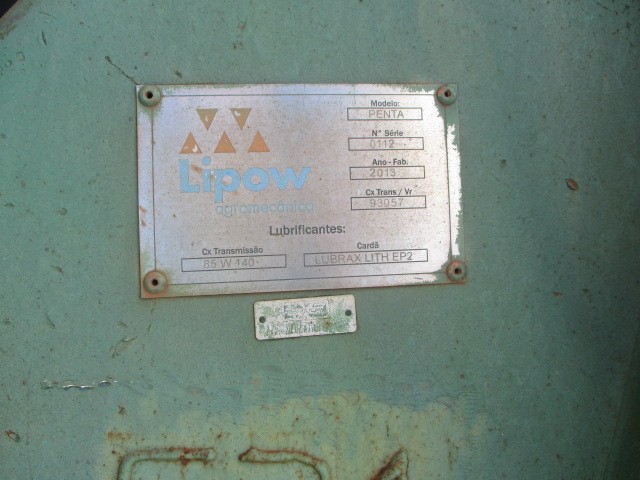 Lipow
agromecânica
Modelo:
PENTA
N° Série
0112
Ano - Fab.
2013
Cx Trans / Vr
93057
Lubrificantes:
Cx Transmissão
85 W 140
Cardã
LUBRAX LITH EP2